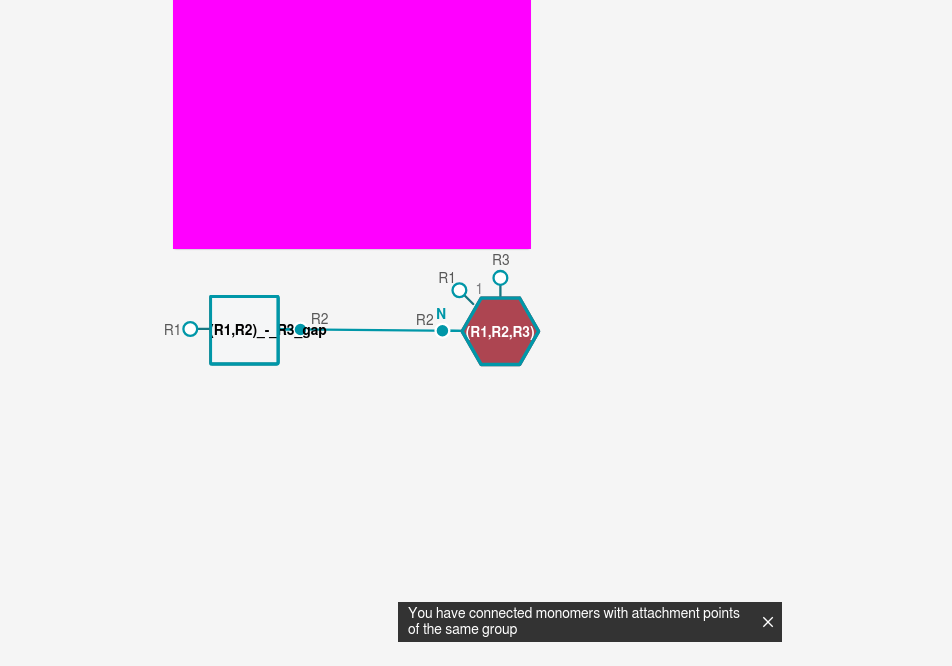 R3
R1
1
N
R2
R2
R1
(R1,R2)_-_R3_gap
(R1,R2,R3)
You have connected monomers with attachment points
of the same group